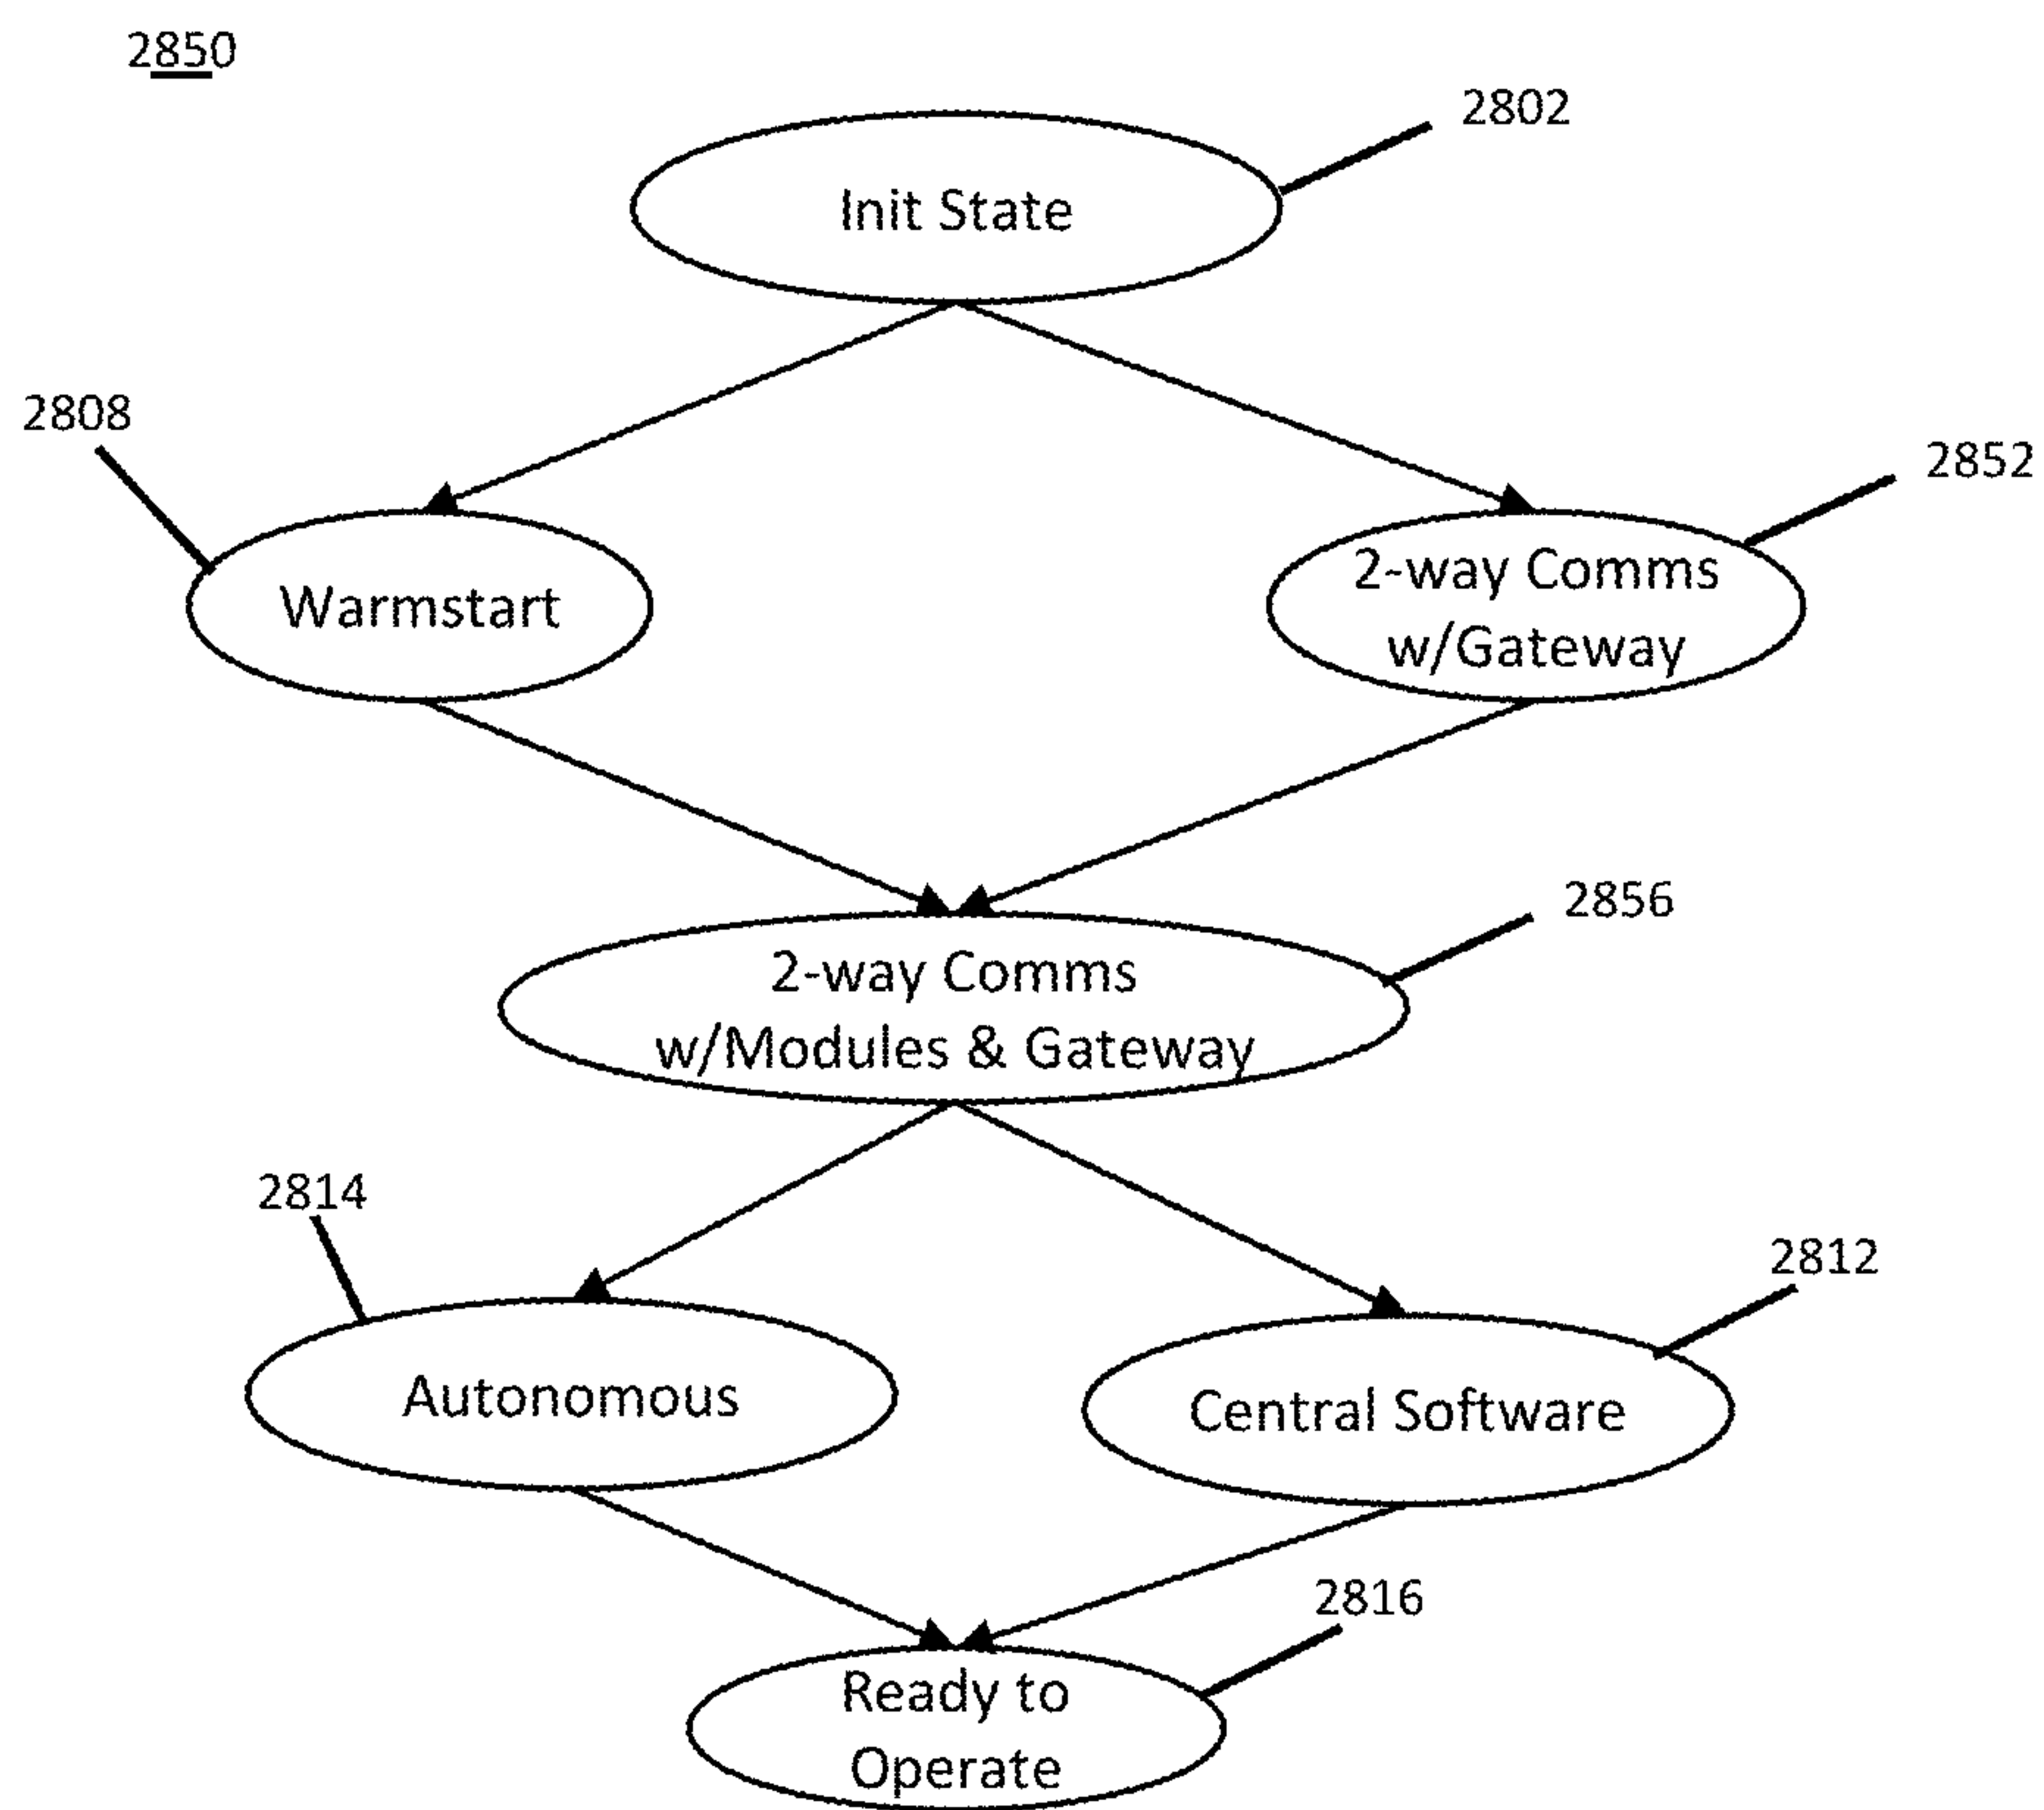 2850
2802
Init State
2808
2852
Warmstart
2-way Comms
w/Gateway
2856
2-way Comms
w/Modules & Gateway
2814
2812
Autonomous
Central Software
2816
Ready to
Operate